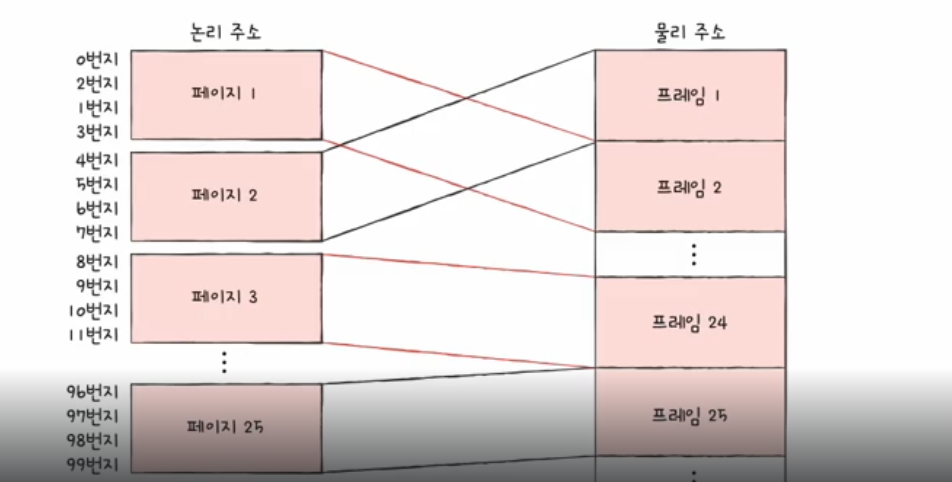 논리 주소
물리 주소
0번지
2번지
1번지
3번지
페이지 1
4번지
5번지
6번지
7번지
페이지 2
8번지
9번지
10번지
11번지
페이지 3
⋮
96번지
97번지
98번지
99번지
페이지 25
프레임 1
프레임 2
⋮
프레임 24
프레임 25
⋮